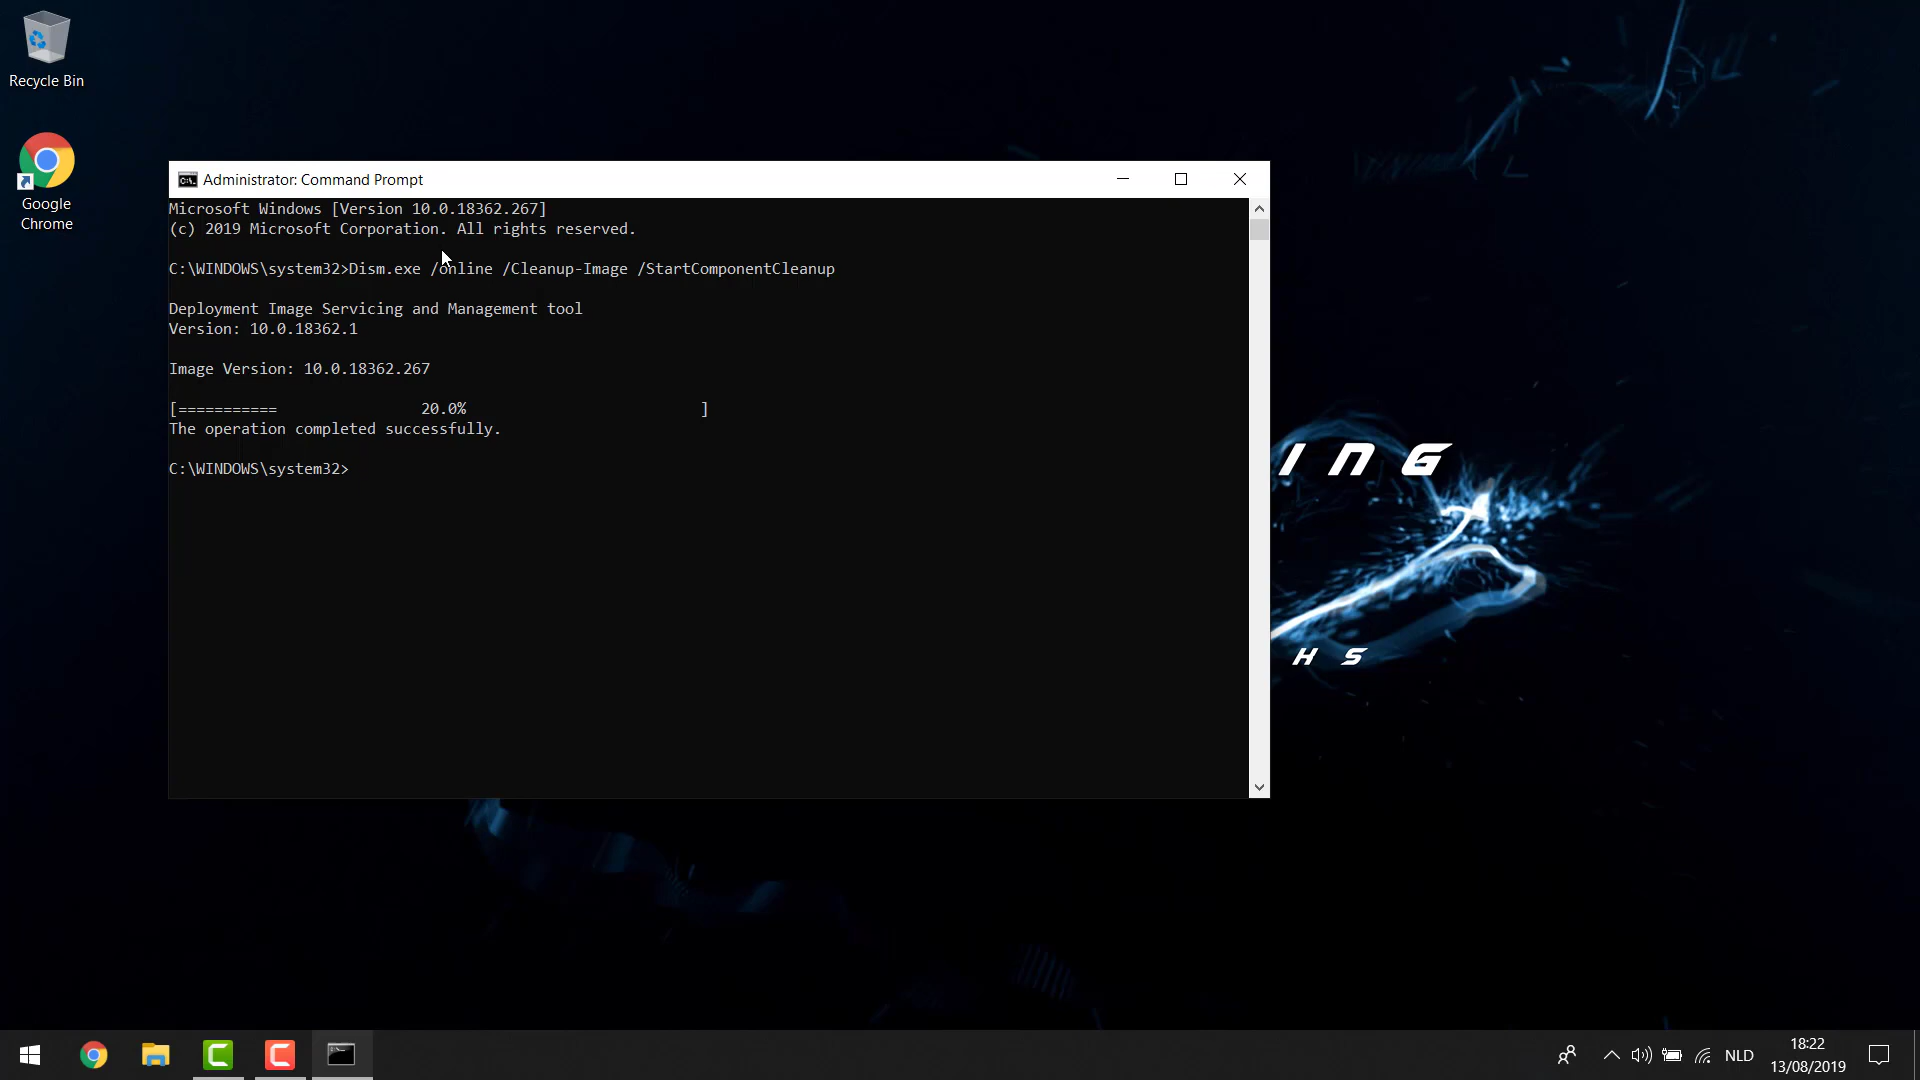 Recycle Bin
Google
Chrome
Administrator: Command Prompt
Microsoft Windows [Version 10.0.18362.267]
(c) 2019 Microsoft Corporation. All rights reserved.
C:\WINDOWS\system32>Dism.exe /online /Cleanup-Image /StartComponentCleanup
Deployment Image Servicing and Management tool
Version: 10.0.18362.1
Image Version: 10.0.18362.267
[===========                20.0%                          ]
The operation completed successfully.
C:\WINDOWS\system32>
ING
HS
NLD
18:22
13/08/2019